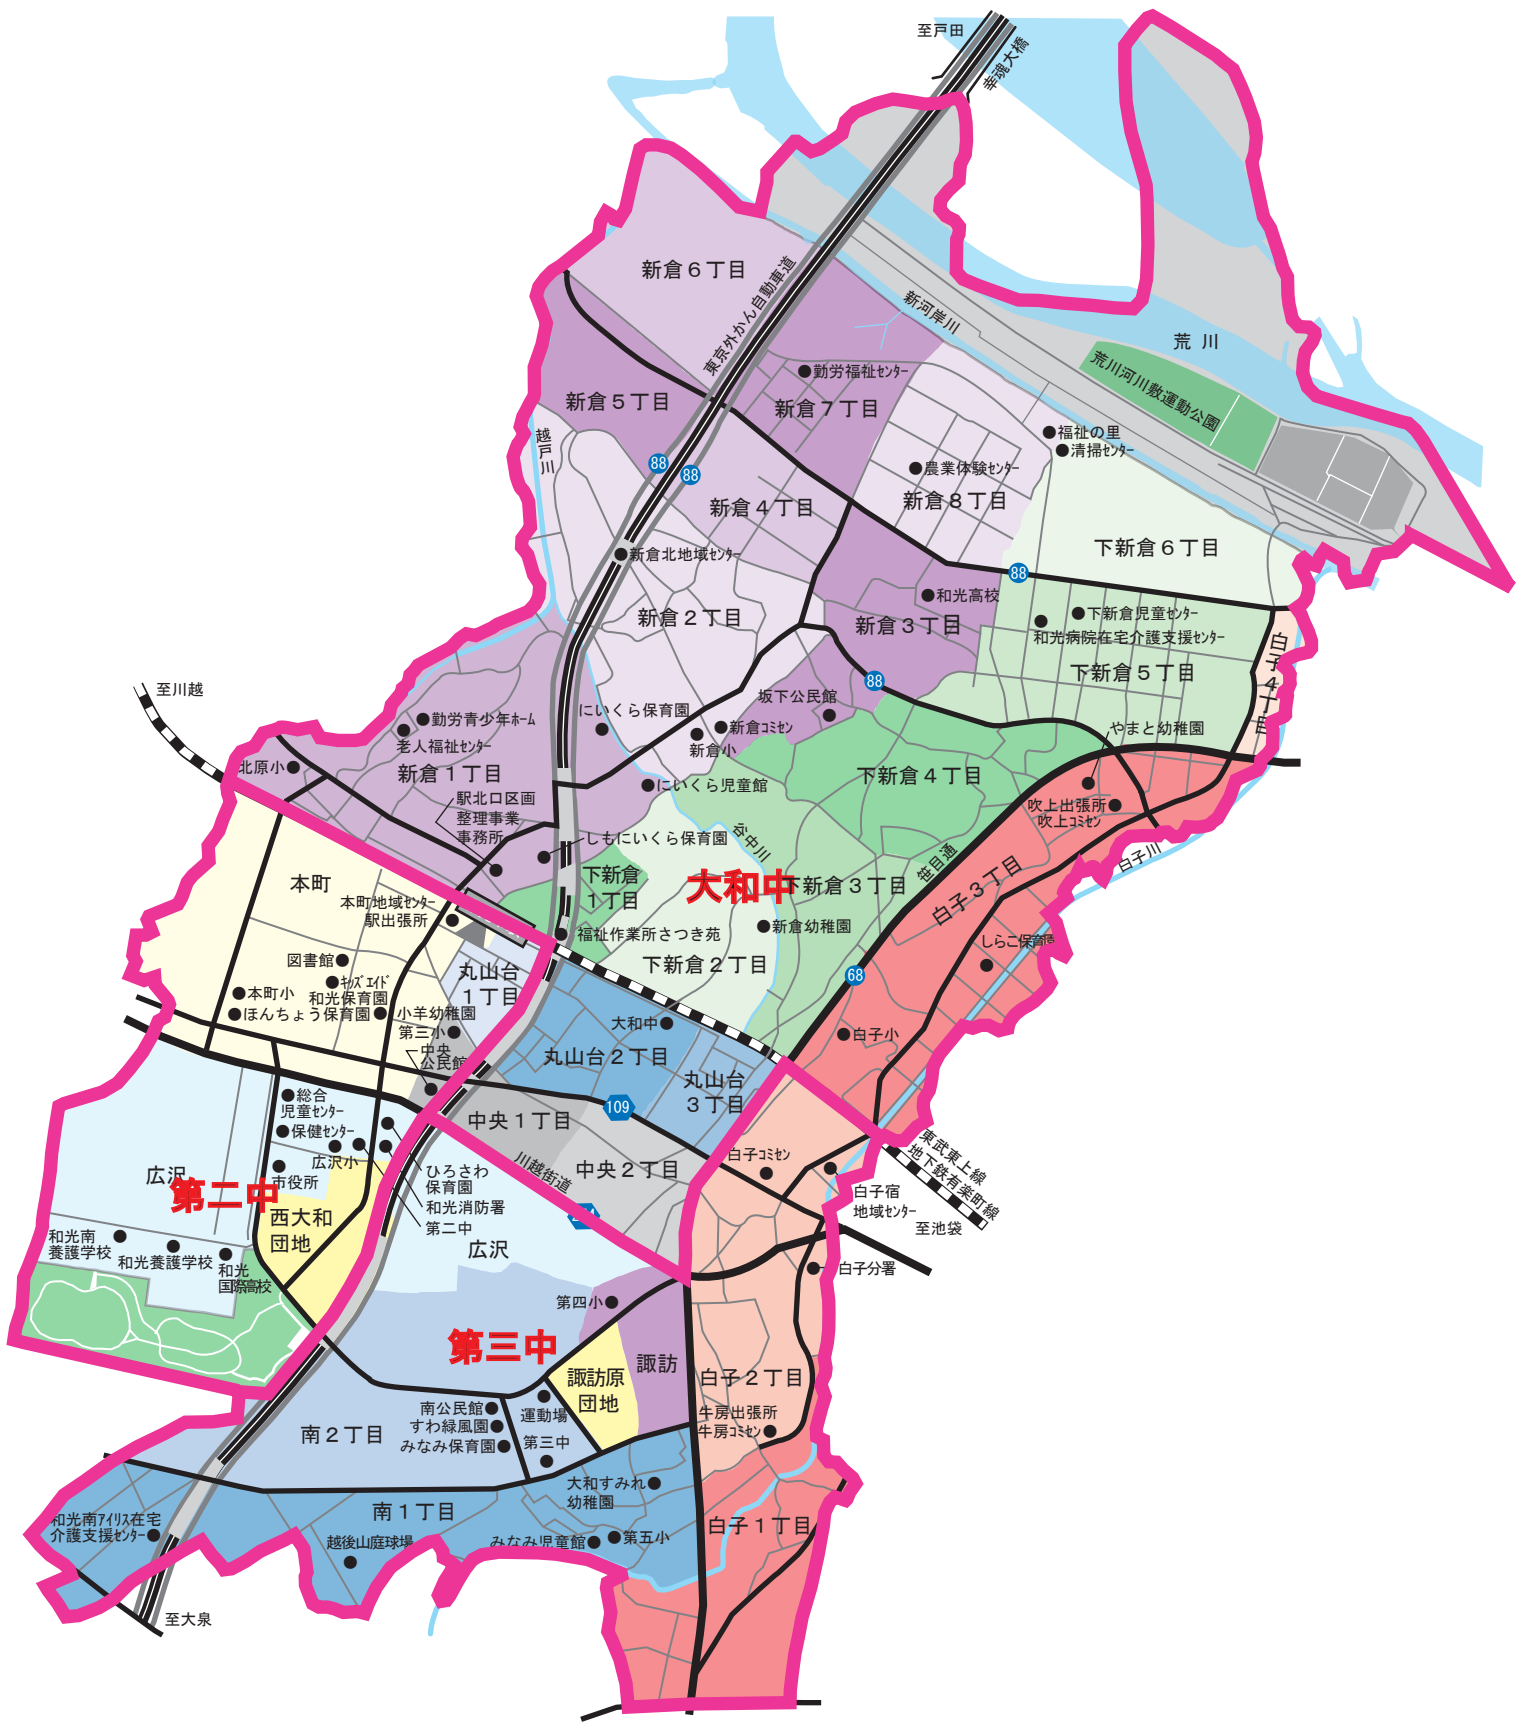 至戸田
幸魂大橋
新倉６丁目
東京外かん自動車道
新河岸川
荒川
荒川河川敷運動公園
勤労福祉センター
新倉５丁目
新倉７丁目
越戸川
福祉の里
清掃センター
88
88
農業体験センター
新倉８丁目
新倉４丁目
下新倉６丁目
新倉北地域センター
88
和光高校
下新倉児童センター
新倉２丁目
新倉３丁目
和光病院在宅介護支援センター
白子４丁目
下新倉５丁目
88
至川越
坂下公民館
にいくら保育園
勤労青少年ホーム
新倉コミセン
やまと幼稚園
老人福祉センター
新倉小
北原小
新倉１丁目
にいくら児童館
下新倉４丁目
駅北口区画
整理事業
事務所
吹上出張所
吹上コミセン
しもにいくら保育園
谷中川
笹目通
白子川
本町
下新倉
１丁目
大和中
下新倉３丁目
白子３丁目
本町地域センター
駅出張所
福祉作業所さつき苑
新倉幼稚園
しらこ保育園
図書館
丸山台
１丁目
下新倉２丁目
68
キッズエイド
和光保育園
本町小
ほんちょう保育園
小羊幼稚園
第三小
大和中
白子小
中央
公民館
丸山台２丁目
丸山台
３丁目
総合
児童センター
109
中央１丁目
保健センター
広沢小
川越街道
中央２丁目
白子コミセン
東武東上線
地下鉄有楽町線
広沢
第二中
市役所
ひろさわ
保育園
和光消防署
第二中
白子宿
地域センター
至池袋
西大和
団地
和光南
養護学校
和光養護学校
和光
国際高校
広沢
白子分署
第四小
第三中
諏訪
諏訪原
団地
白子２丁目
南公民館
すわ緑風園
みなみ保育園
運動場
第三中
牛房出張所
牛房コミセン
南２丁目
大和すみれ
幼稚園
南１丁目
和光南アイリス在宅
介護支援センター
越後山庭球場
みなみ児童館
第五小
白子１丁目
至大泉